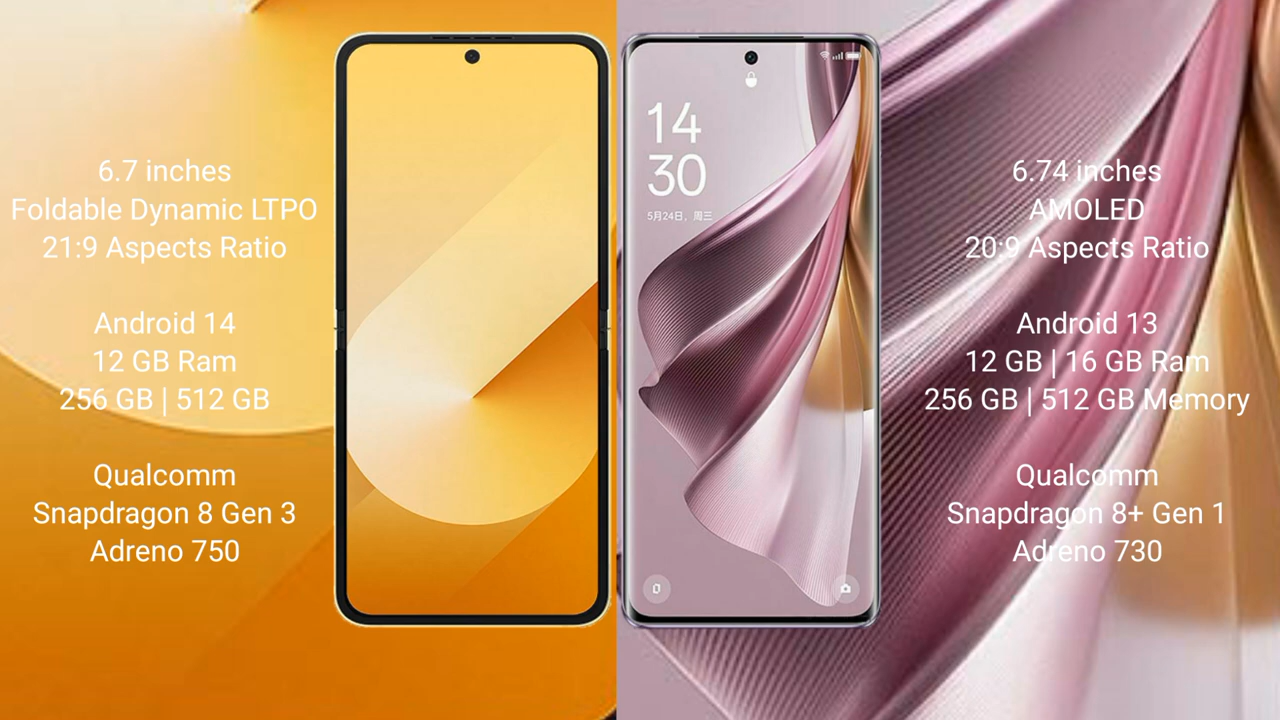 6.7 inches
Foldable Dynamic LTPO
21:9 Aspects Ratio
Android 14
12 GB Ram
256 GB | 512 GB
Qualcomm
Snapdragon 8 Gen 3
Adreno 750
14
30
5月24日，周三
6.74 inches
AMOLED
20:9 Aspects Ratio
Android 13
12 GB | 16 GB Ram
256 GB | 512 GB Memory
Qualcomm
Snapdragon 8+ Gen 1
Adreno 730